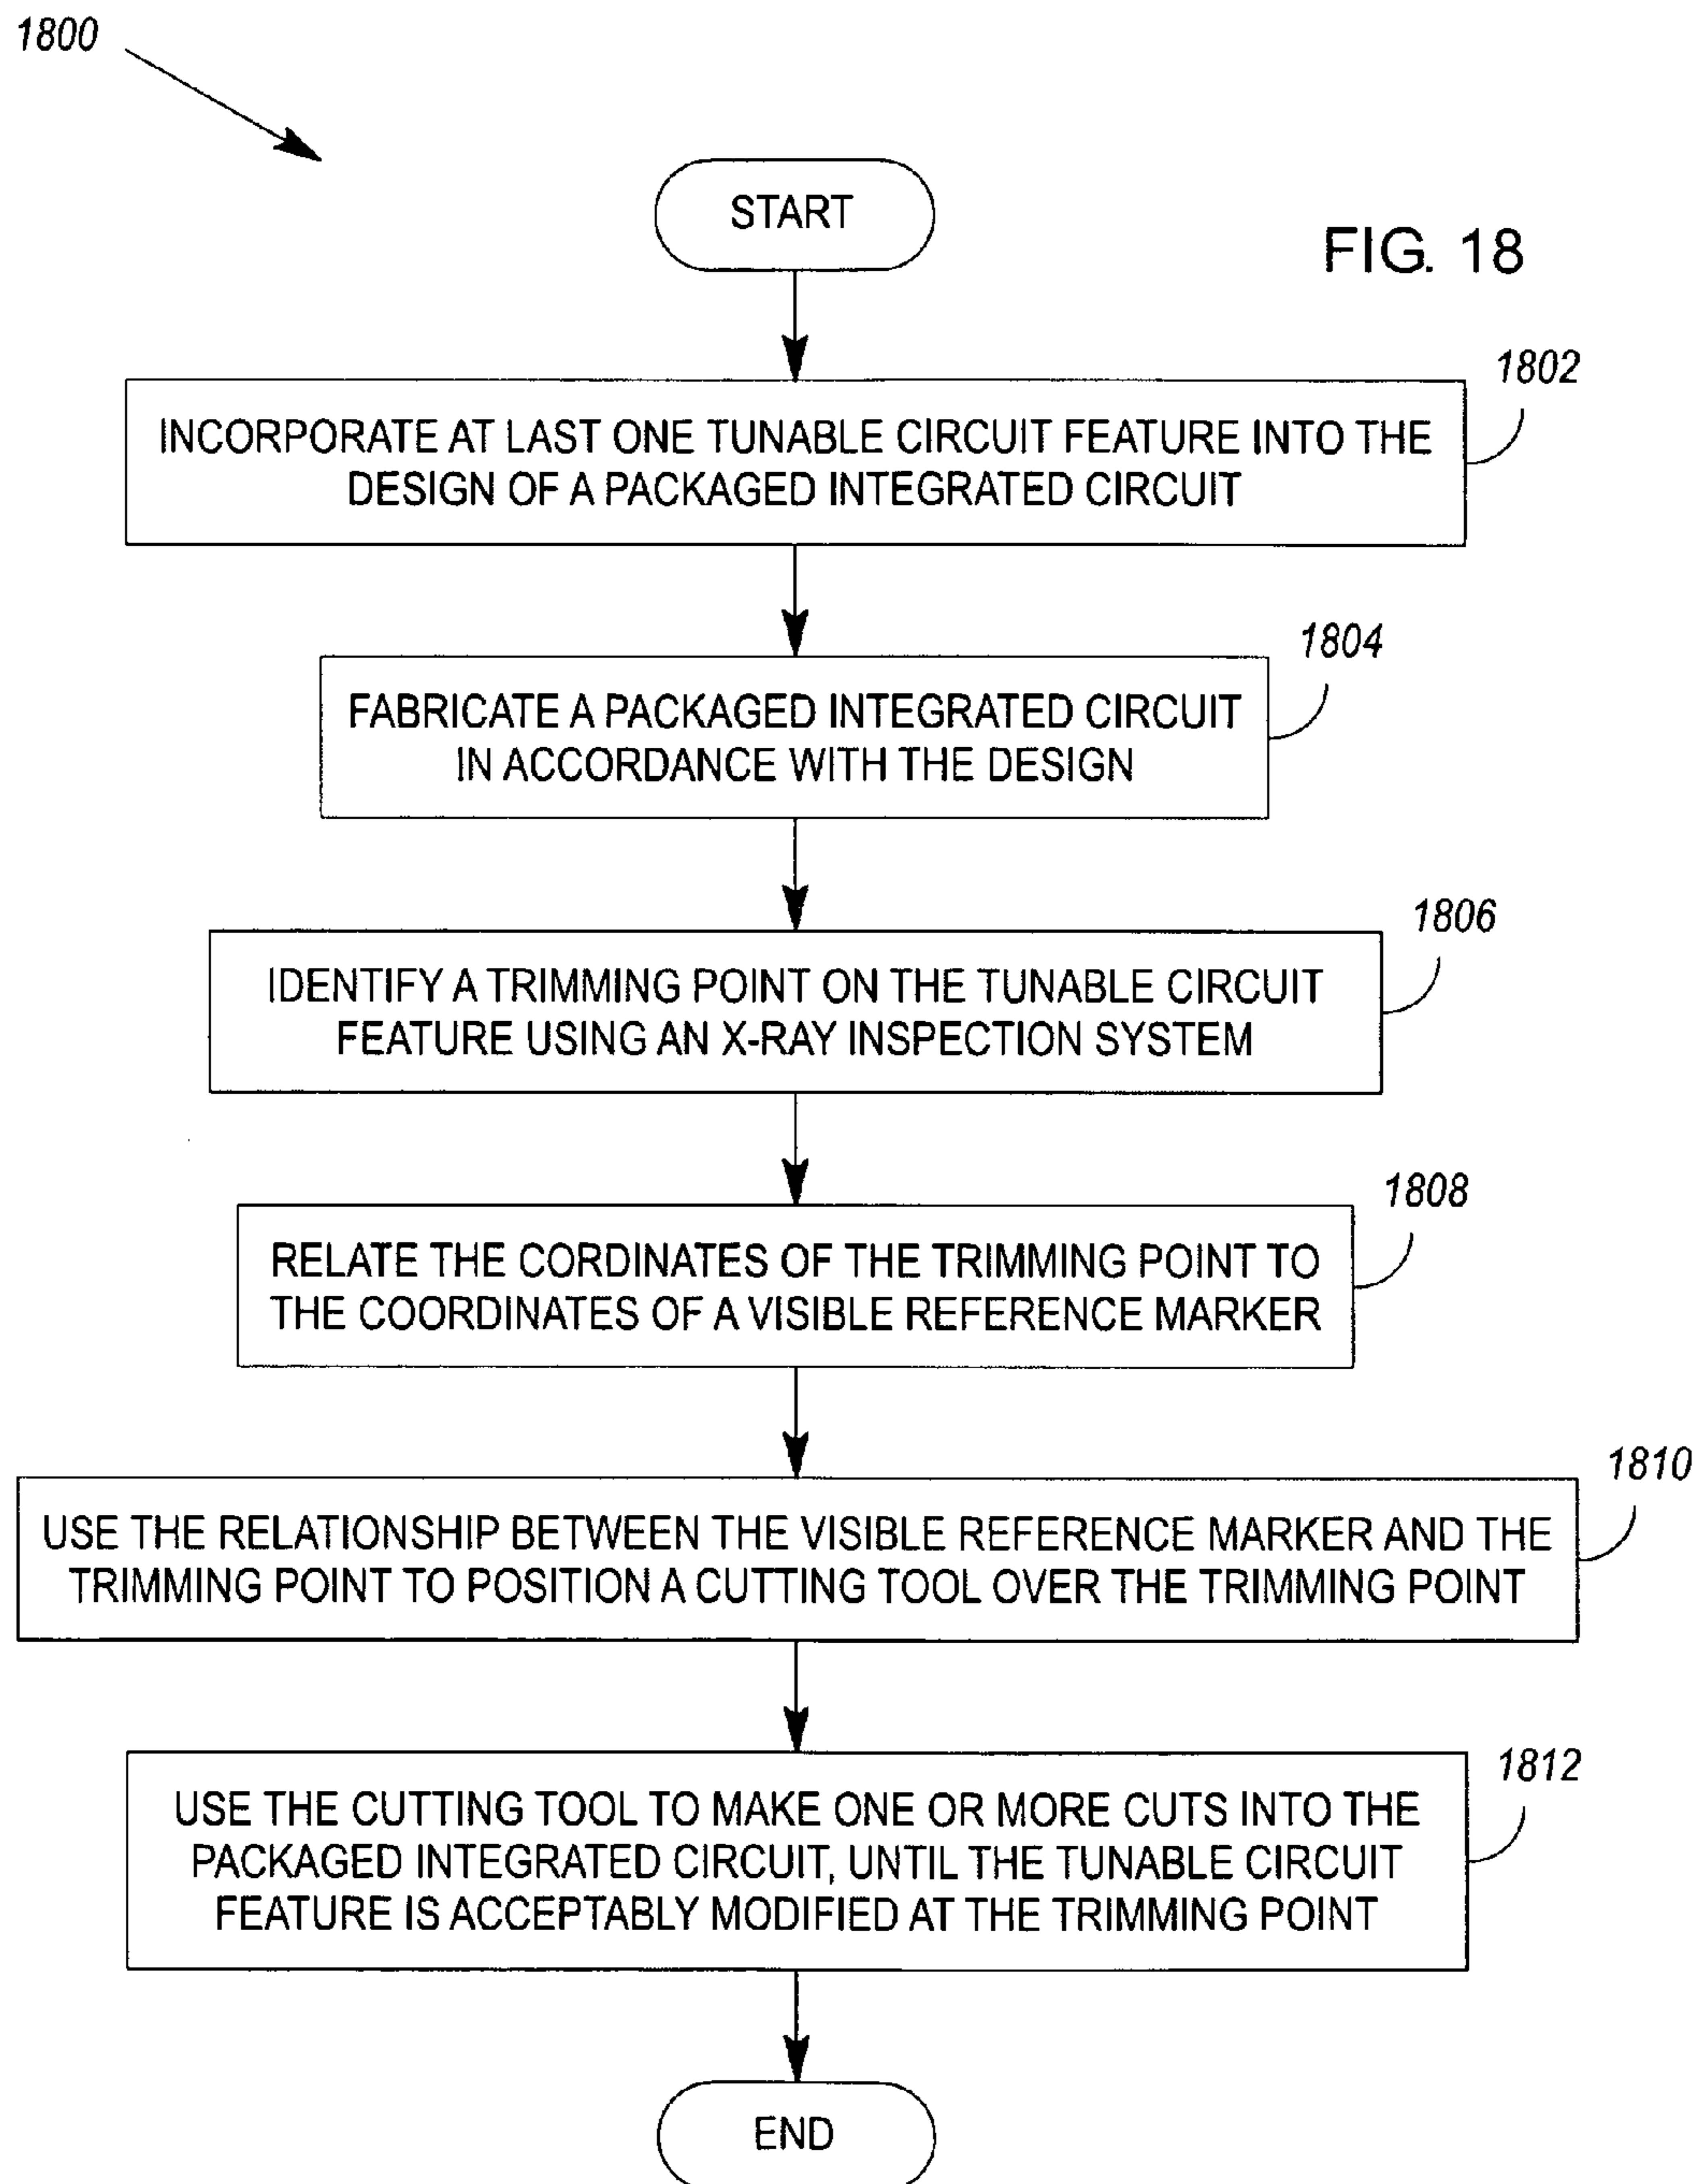 1800
START
FIG. 18
1802
INCORPORATE AT LAST ONE TUNABLE CIRCUIT FEATURE INTO THE
DESIGN OF A PACKAGED INTEGRATED CIRCUIT
1804
FABRICATE A PACKAGED INTEGRATED CIRCUIT
IN ACCORDANCE WITH THE DESIGN
1806
IDENTIFY A TRIMMING POINT ON THE TUNABLE CIRCUIT
FEATURE USING AN X-RAY INSPECTION SYSTEM
1808
RELATE THE CORDINATES OF THE TRIMMING POINT TO
THE COORDINATES OF A VISIBLE REFERENCE MARKER
1810
USE THE RELATIONSHIP BETWEEN THE VISIBLE REFERENCE MARKER AND THE
TRIMMING POINT TO POSITION A CUTTING TOOL OVER THE TRIMMING POINT
1812
USE THE CUTTING TOOL TO MAKE ONE OR MORE CUTS INTO THE
PACKAGED INTEGRATED CIRCUIT, UNTIL THE TUNABLE CIRCUIT
FEATURE IS ACCEPTABLY MODIFIED AT THE TRIMMING POINT
END